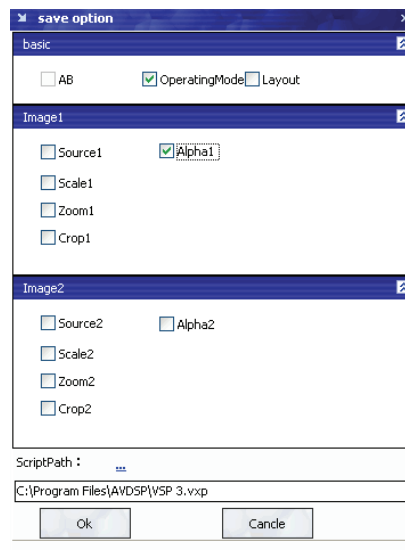 save option
basic
AB OperatingMode Layout
Image1
Source1 Alpha1
Scale1
Zoom1
Crop1
Image2
Source2 Alpha2
Scale2
Zoom2
Crop2
ScriptPath : ...
C:\Program Files\AVDSP\VSP 3.vxp
Ok Cancle